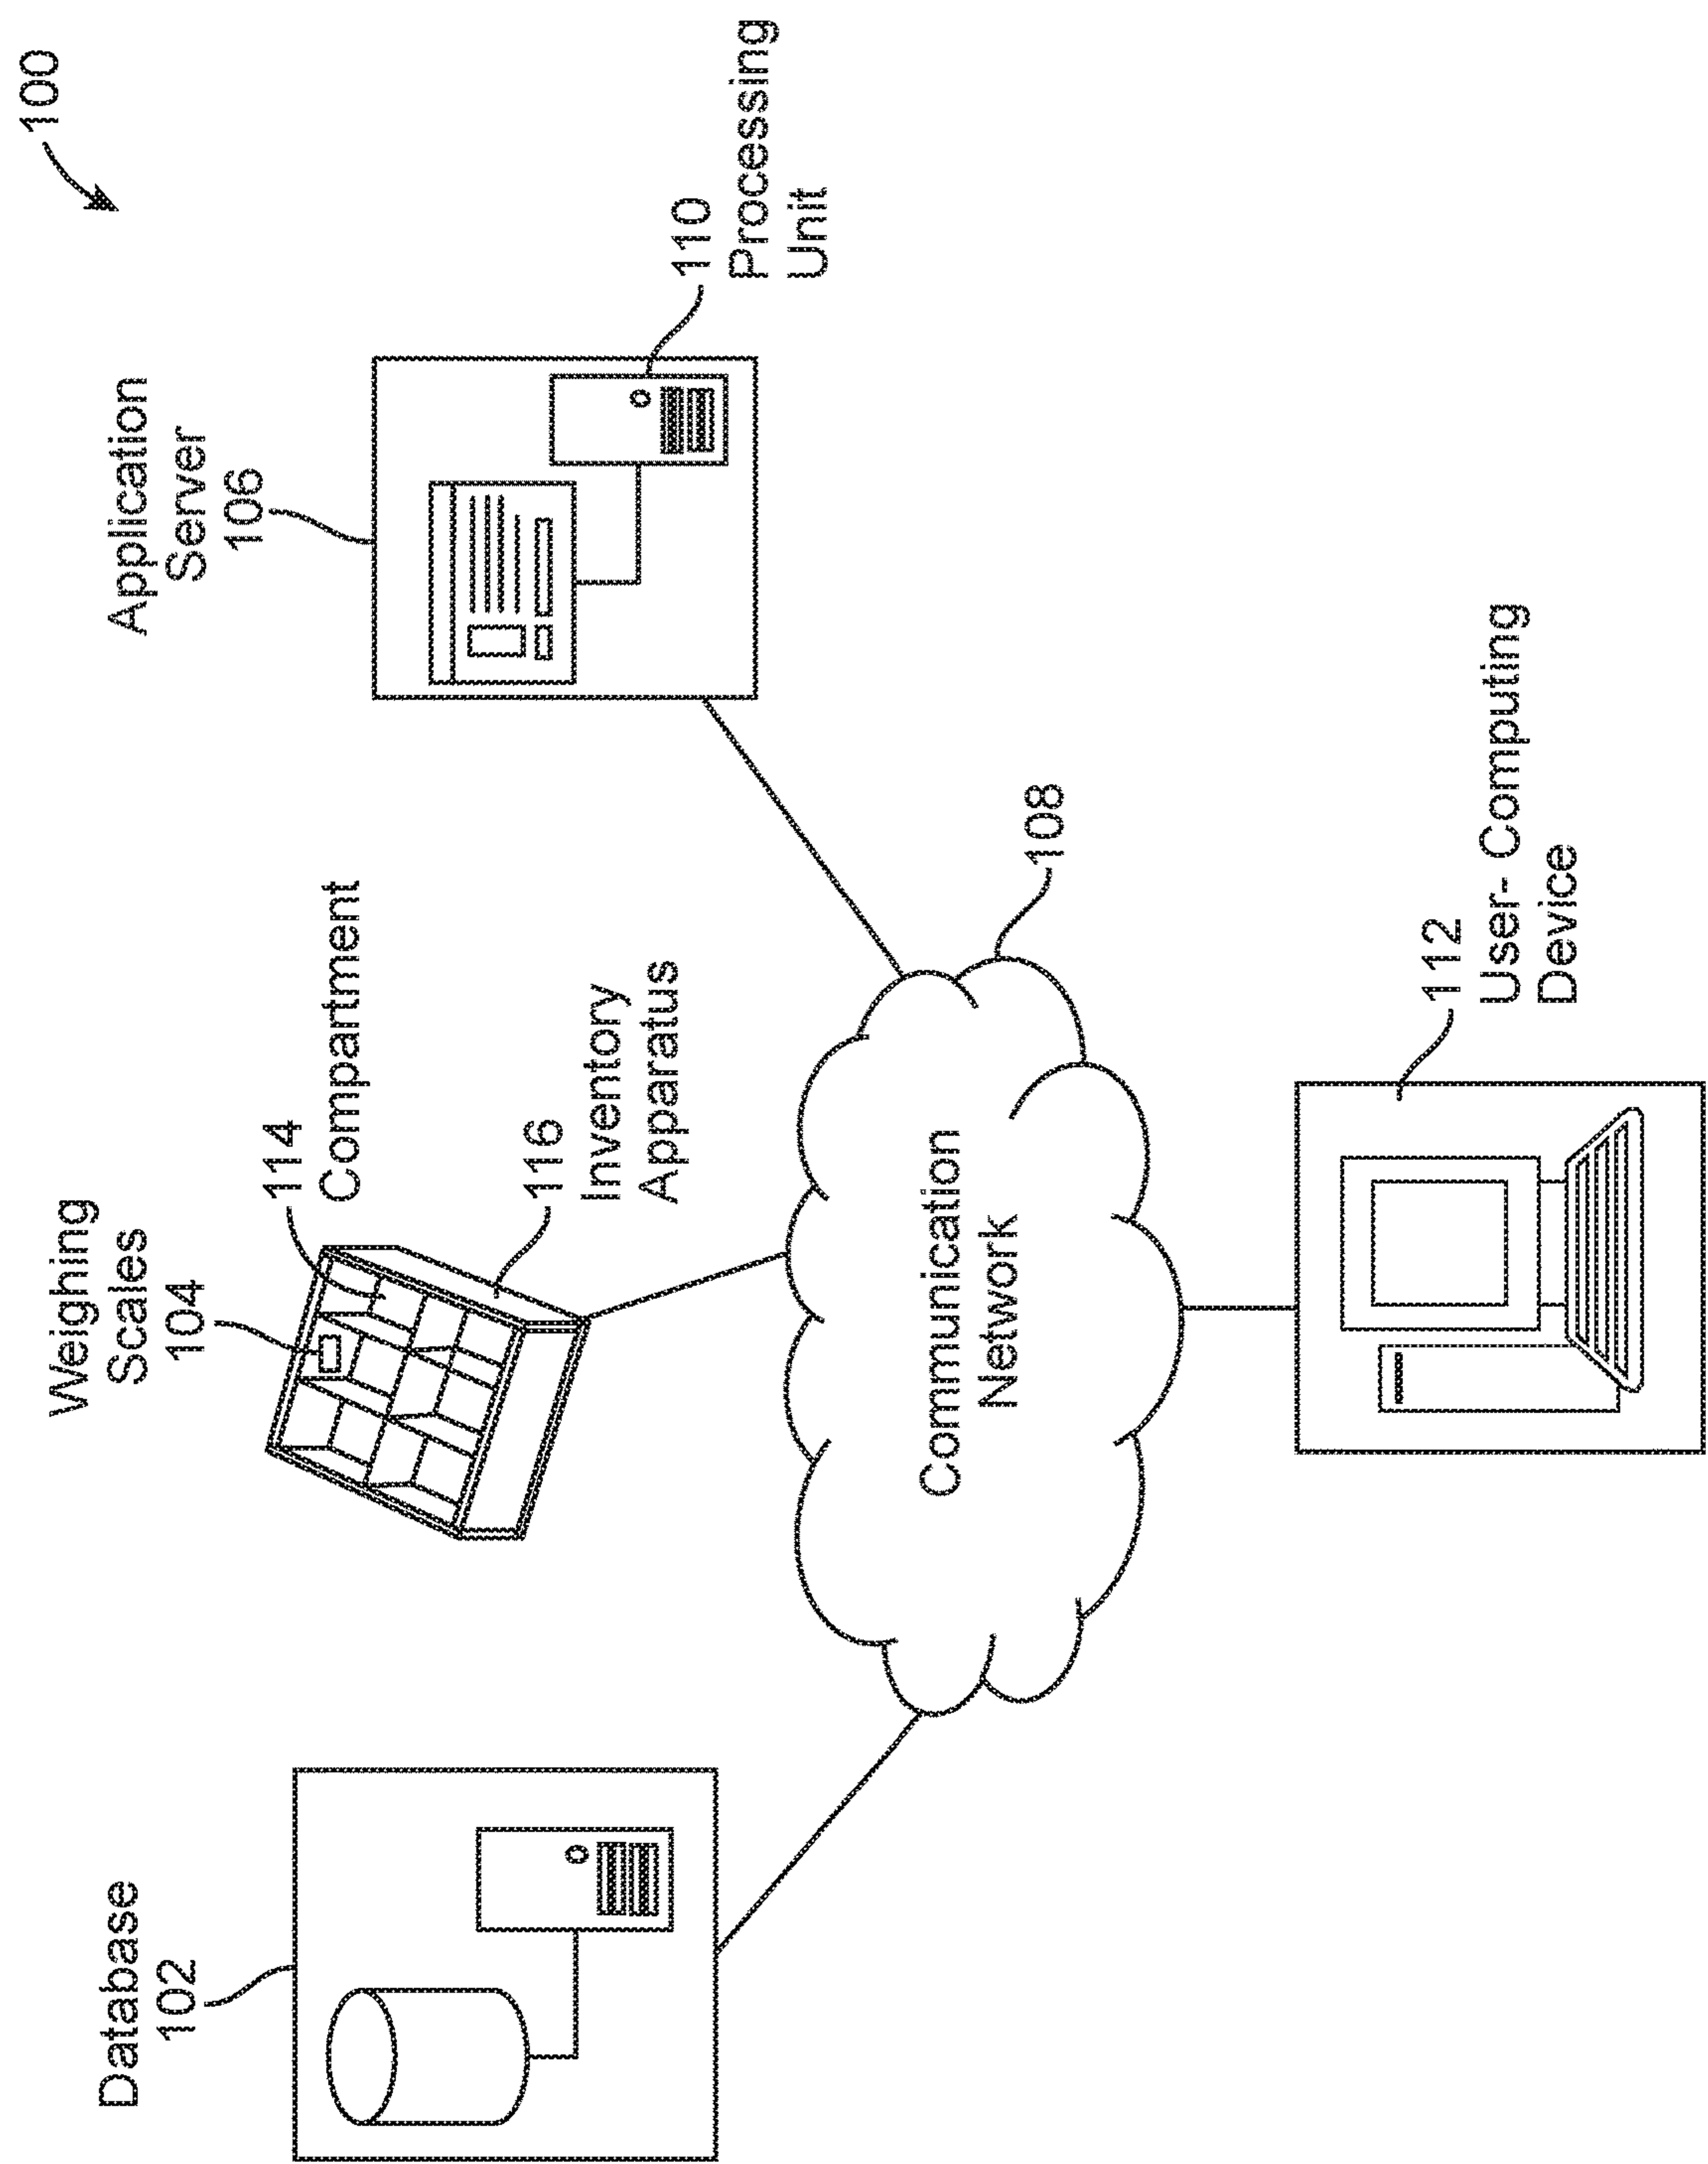 100
Application
Server
106
110
Processing
Unit
Weighing
Scales
104
114
Compartment
116
Inventory
Apparatus
Database
102
Communication
Network
108
112
User- Computing
Device